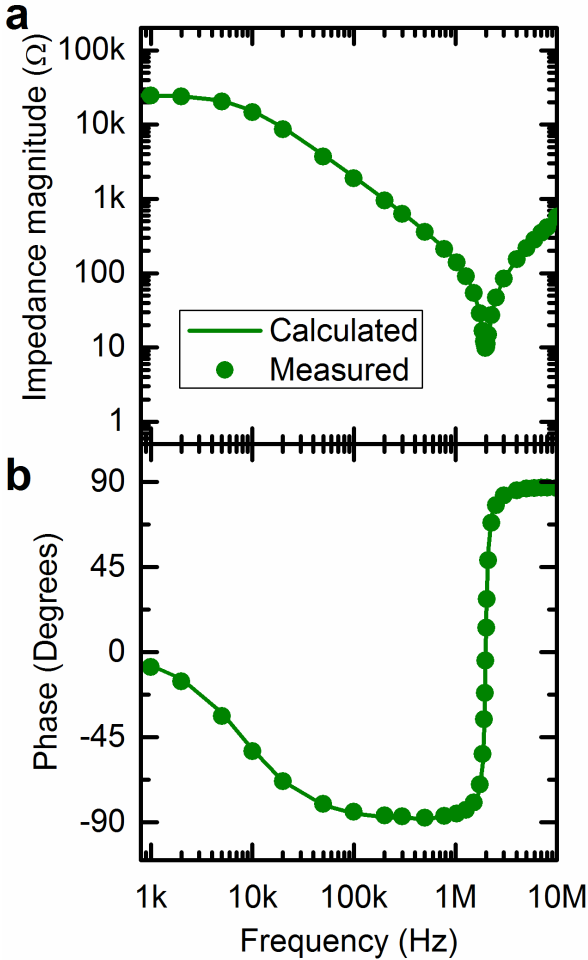 a
Impedance magnitude (Ω)
100k
10k
1k
100
10
1
Calculated
Measured
b
Phase (Degrees)
90
45
0
-45
-90
1k 10k 100k 1M 10M
Frequency (Hz)